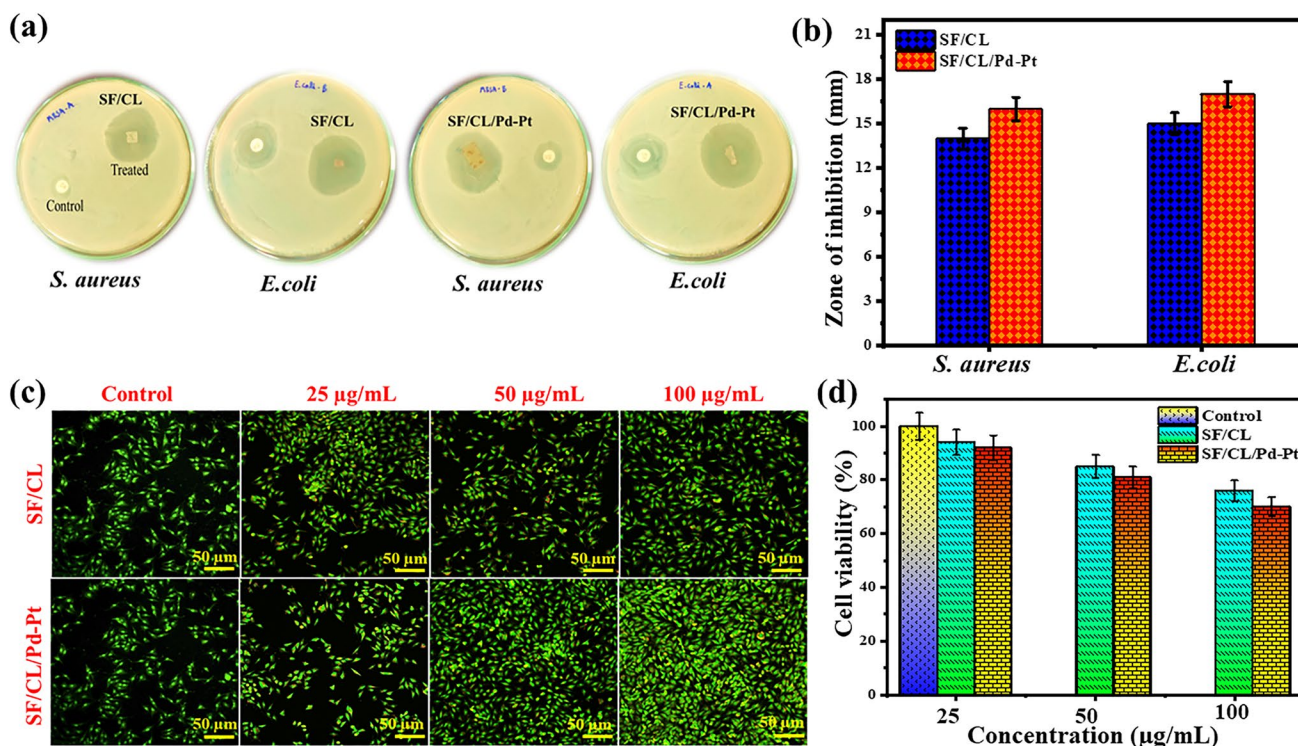 (a)
MSSA-A
SF/CL
Treated
Control
S. aureus
E.coli-B
SF/CL
E.coli
MSSA-B
SF/CL/Pd-Pt
S. aureus
E.coli-A
SF/CL/Pd-Pt
E.coli
(b)
SF/CL
SF/CL/Pd-Pt
Zone of inhibition (mm)
21
18
15
12
9
6
3
0
S. aureus
E.coli
(c)
Control
25 µg/mL
50 µg/mL
100 µg/mL
SF/CL
50 µm
50 µm
50 µm
50 µm
SF/CL/Pd-Pt
50 µm
50 µm
50 µm
50 µm
(d)
Control
SF/CL
SF/CL/Pd-Pt
Cell viability (%)
100
80
60
40
20
0
25
50
100
Concentration (µg/mL)